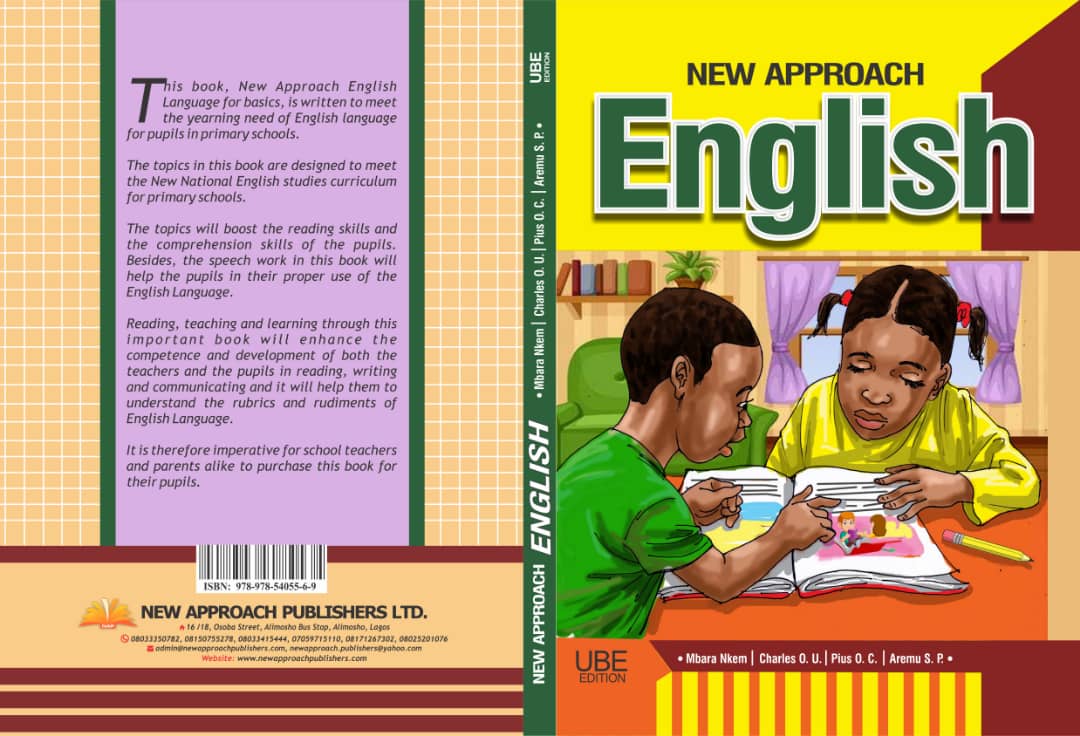 This book, New Approach English
Language for basics, is written to meet
the yearning need of English language
for pupils in primary schools.
The topics in this book are designed to meet
the New National English studies curriculum
for primary schools.
The topics will boost the reading skills and
the comprehension skills of the pupils.
Besides, the speech work in this book will
help the pupils in their proper use of the
English Language.
Reading, teaching and learning through this
important book will enhance the
competence and development of both the
teachers and the pupils in reading, writing
and communicating and it will help them to
understand the rubrics and rudiments of
English Language.
It is therefore imperative for school teachers
and parents alike to purchase this book for
their pupils.
ISBN: 978-978-54055-6-9
NEW APPROACH PUBLISHERS LTD.
16/18, Osoba Street, Alimosho Bus Stop, Alimosho, Lagos
08033350782, 08150755278, 08033415444, 07059715110, 08171267302, 08025201076
admin@newapproachpublishers.com, newapproach.publishers@yahoo.com
Website: www.newapproachpublishers.com
NEW APPROACH ENGLISH
• Mbara Nkem | Charles O. U. | Pius O. C. | Aremu S. P. •
UBE
EDITION
NEW APPROACH
English
UBE
EDITION
• Mbara Nkem | Charles O. U. | Pius O. C. | Aremu S. P. •